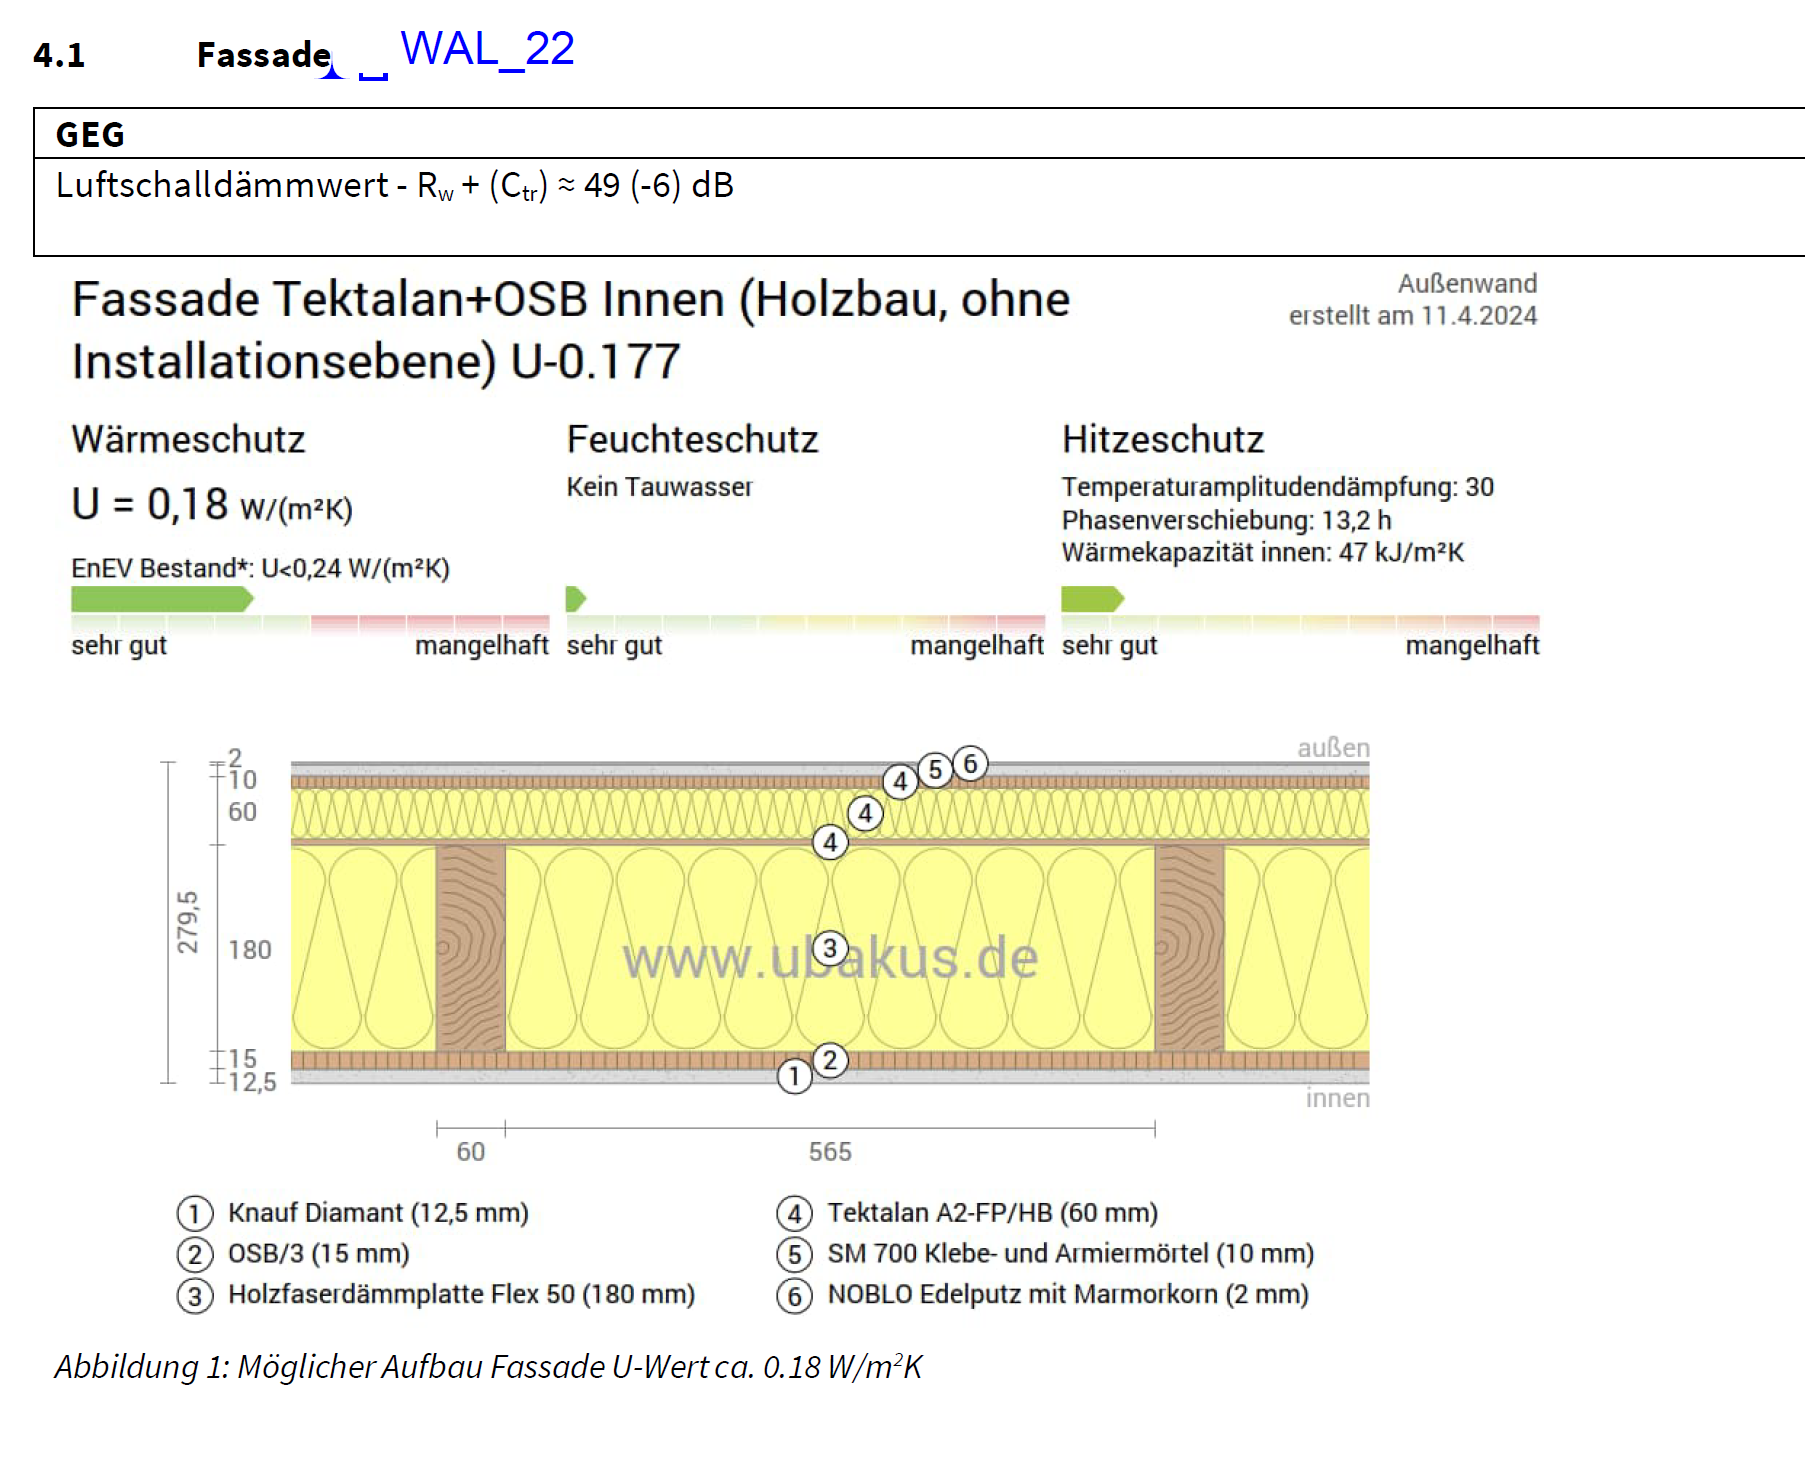 4.1 Fassade WAL_22
GEG
Luftschalldämmwert - Rw + (Ctr) ≈ 49 (-6) dB
Fassade Tektalan+OSB Innen (Holzbau, ohne
Installationsebene) U-0.177
Außenwand
erstellt am 11.4.2024
Wärmeschutz
U = 0,18 W/(m²K)
EnEV Bestand*: U<0,24 W/(m²K)
sehr gut mangelhaft
Feuchteschutz
Kein Tauwasser
sehr gut mangelhaft
Hitzeschutz
Temperaturamplitudendämpfung: 30
Phasenverschiebung: 13,2 h
Wärmekapazität innen: 47 kJ/m²K
sehr gut mangelhaft
außen
2
10
60
279,5
180
15
12,5
6
5
4
4
4
3
www.ubakus.de
2
1
innen
60 565
1 Knauf Diamant (12,5 mm)
2 OSB/3 (15 mm)
3 Holzfaserdämmplatte Flex 50 (180 mm)
4 Tektalan A2-FP/HB (60 mm)
5 SM 700 Klebe- und Armiermörtel (10 mm)
6 NOBLO Edelputz mit Marmorkorn (2 mm)
Abbildung 1: Möglicher Aufbau Fassade U-Wert ca. 0.18 W/m²K